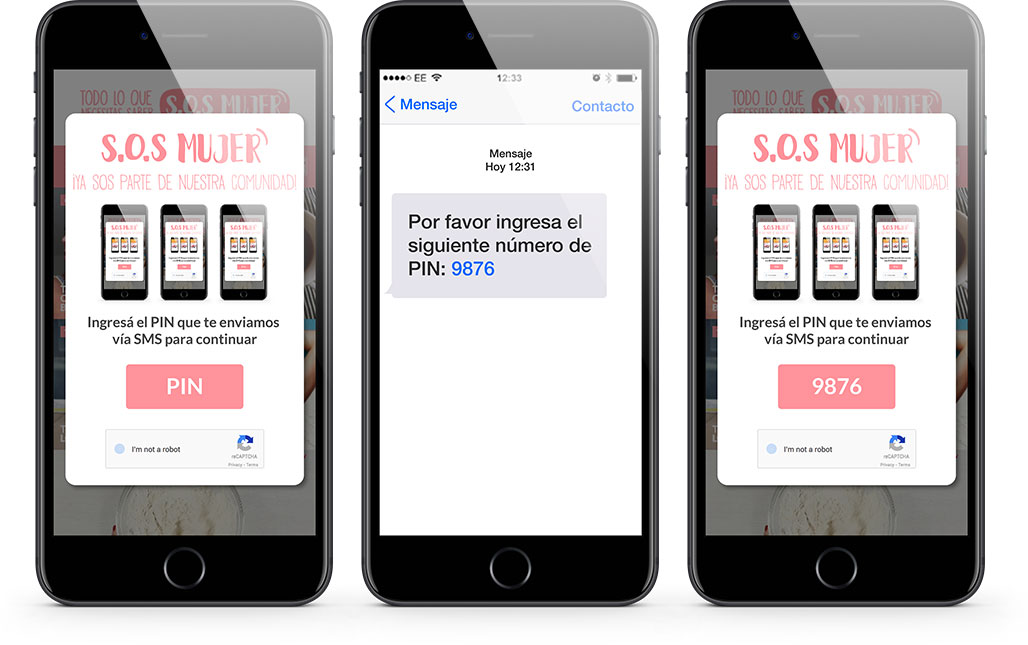 TODO LO QUE
NECESITAS SABER
S.O.S MUJER
S.O.S MUJER
¡YA SOS PARTE DE NUESTRA COMUNIDAD!
Ingresá el PIN que te enviamos
vía SMS para continuar
PIN
I'm not a robot
reCAPTCHA
Privacy - Terms
EE 12:33
Mensaje Contacto
Mensaje
Hoy 12:31
Por favor ingresa el
siguiente número de
PIN: 9876
TODO LO QUE
NECESITAS SABER
S.O.S MUJER
S.O.S MUJER
¡YA SOS PARTE DE NUESTRA COMUNIDAD!
Ingresá el PIN que te enviamos
vía SMS para continuar
9876
I'm not a robot
reCAPTCHA
Privacy - Terms